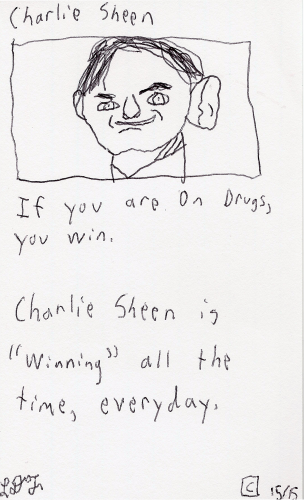 Charlie Sheen
If you are On Drugs,
you win.
Charlie Sheen is
"Winning" all the
time, everyday.
C 15/15